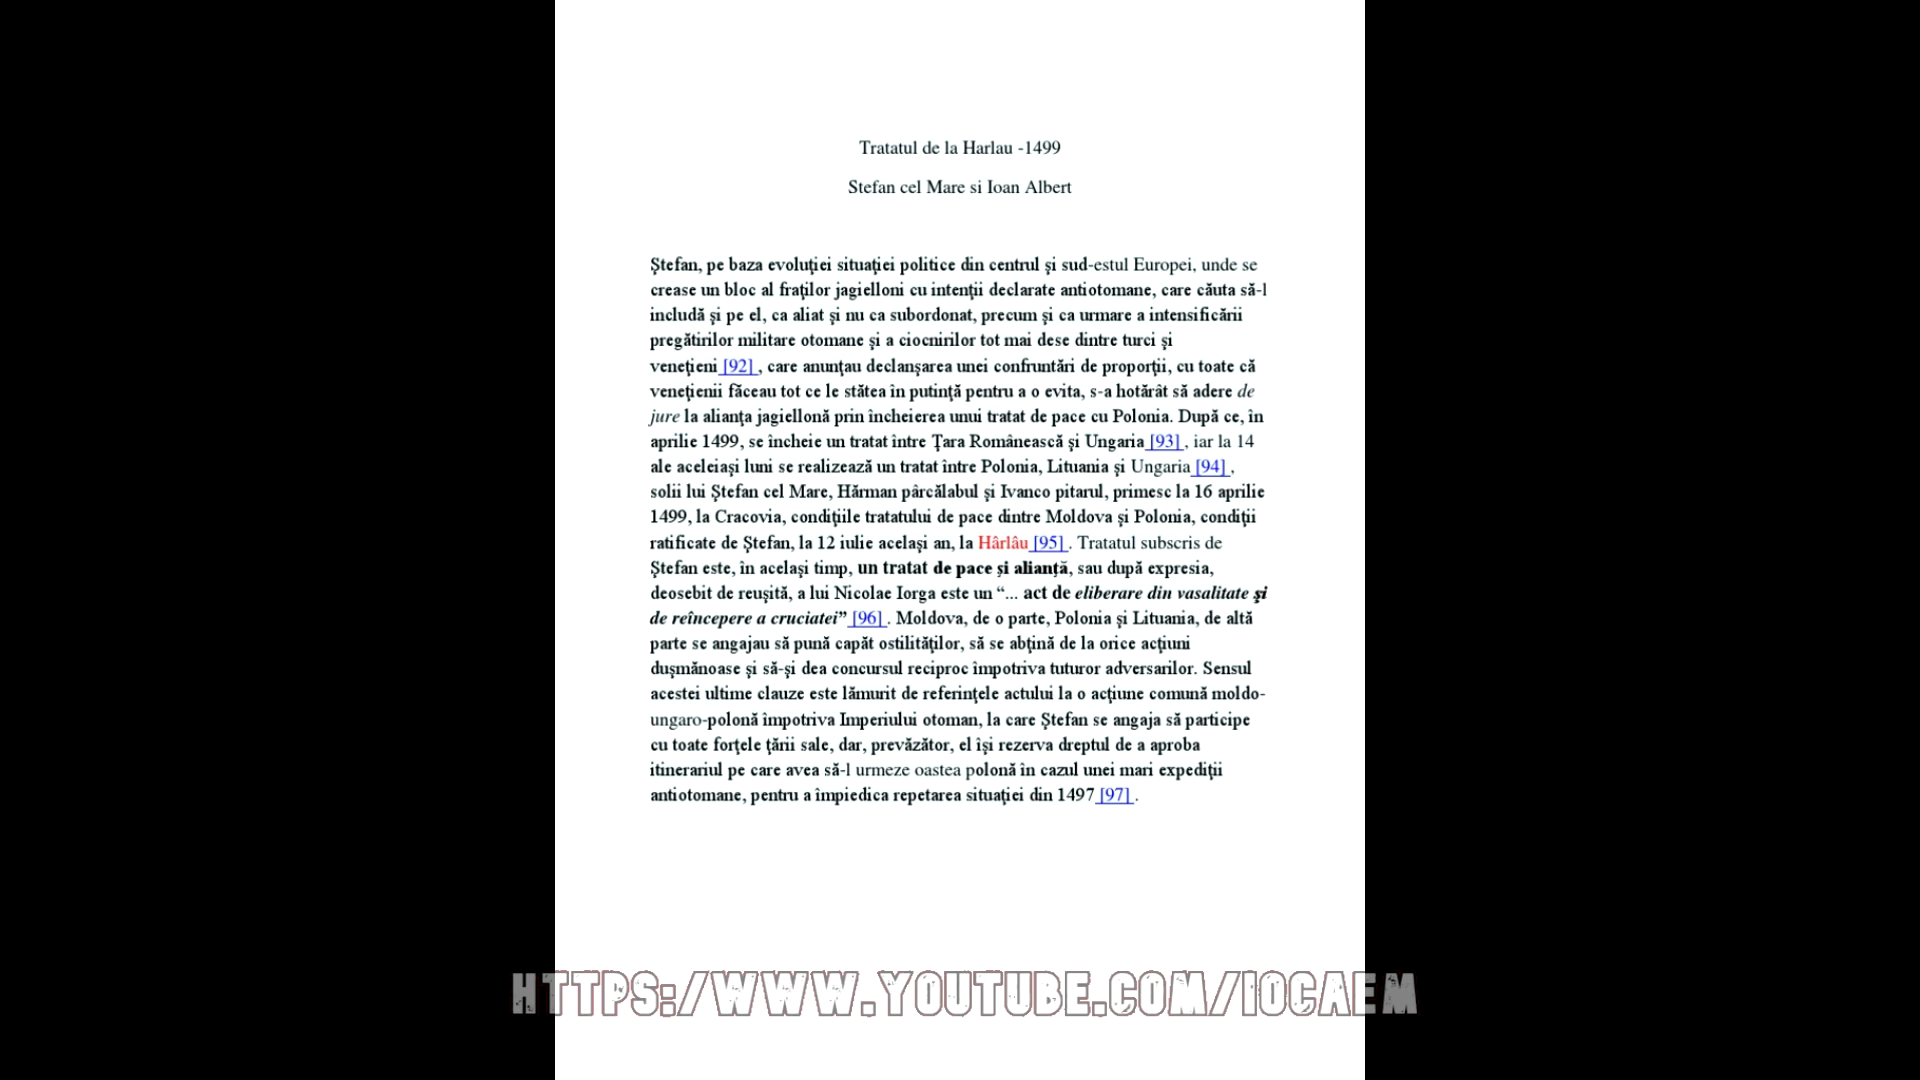 Tratatul de la Harlau -1499
Stefan cel Mare si Ioan Albert
Ştefan, pe baza evoluţiei situaţiei politice din centrul şi sud-estul Europei, unde se
crease un bloc al fraţilor jagielloni cu intenţii declarate antiotomane, care căuta să-l
includă şi pe el, ca aliat şi nu ca subordonat, precum şi ca urmare a intensificării
pregătirilor militare otomane şi a ciocnirilor tot mai dese dintre turci şi
veneţieni [92] , care anunţau declanşarea unei confruntări de proporţii, cu toate că
veneţienii făceau tot ce le stătea în putinţă pentru a o evita, s-a hotărât să adere de
jure la alianţa jagiellonă prin încheierea unui tratat de pace cu Polonia. După ce, în
aprilie 1499, se încheie un tratat între Ţara Românească şi Ungaria [93] , iar la 14
ale aceleiaşi luni se realizează un tratat între Polonia, Lituania şi Ungaria [94] ,
solii lui Ştefan cel Mare, Hărman pârcălabul şi Ivanco pitarul, primesc la 16 aprilie
1499, la Cracovia, condiţiile tratatului de pace dintre Moldova şi Polonia, condiţii
ratificate de Ştefan, la 12 iulie acelaşi an, la Hârlău [95] . Tratatul subscris de
Ştefan este, în acelaşi timp, un tratat de pace şi alianţă, sau după expresia,
deosebit de reuşită, a lui Nicolae Iorga este un “... act de eliberare din vasalitate şi
de reîncepere a cruciatei” [96] . Moldova, de o parte, Polonia şi Lituania, de altă
parte se angajau să pună capăt ostilităţilor, să se abţină de la orice acţiuni
duşmănoase şi să-şi dea concursul reciproc împotriva tuturor adversarilor. Sensul
acestei ultime clauze este lămurit de referinţele actului la o acţiune comună moldo-
ungaro-polonă împotriva Imperiului otoman, la care Ştefan se angaja să participe
cu toate forţele ţării sale, dar, prevăzător, el îşi rezerva dreptul de a aproba
itinerariul pe care avea să-l urmeze oastea polonă în cazul unei mari expediţii
antiotomane, pentru a împiedica repetarea situaţiei din 1497 [97] .
HTTPS:/WWW.YOUTUBE.COM/IOCAEM